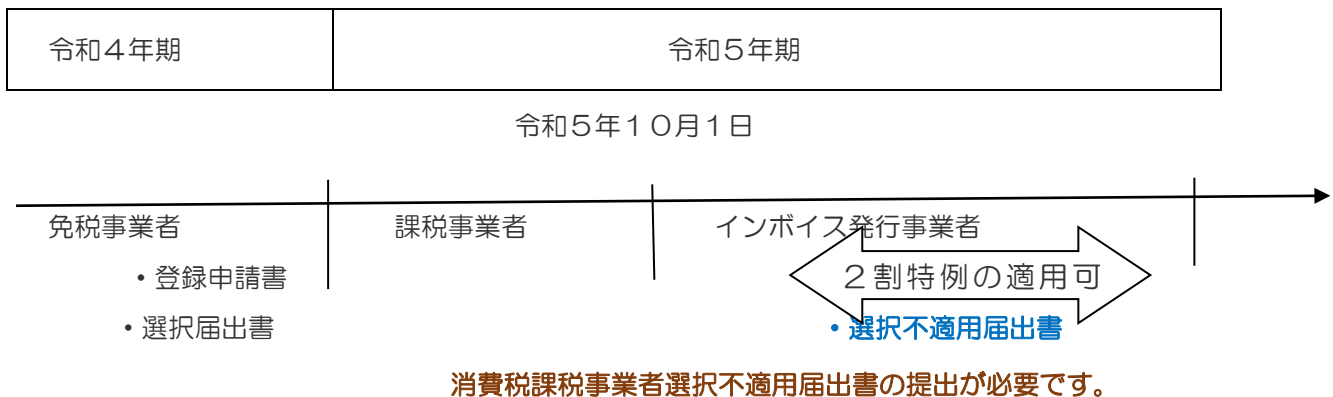 令和４年期 令和５年期
令和５年１０月１日
免税事業者 課税事業者 インボイス発行事業者
・登録申請書 ２割特例の適用可
・選択届出書 ・選択不適用届出書
消費税課税事業者選択不適用届出書の提出が必要です。